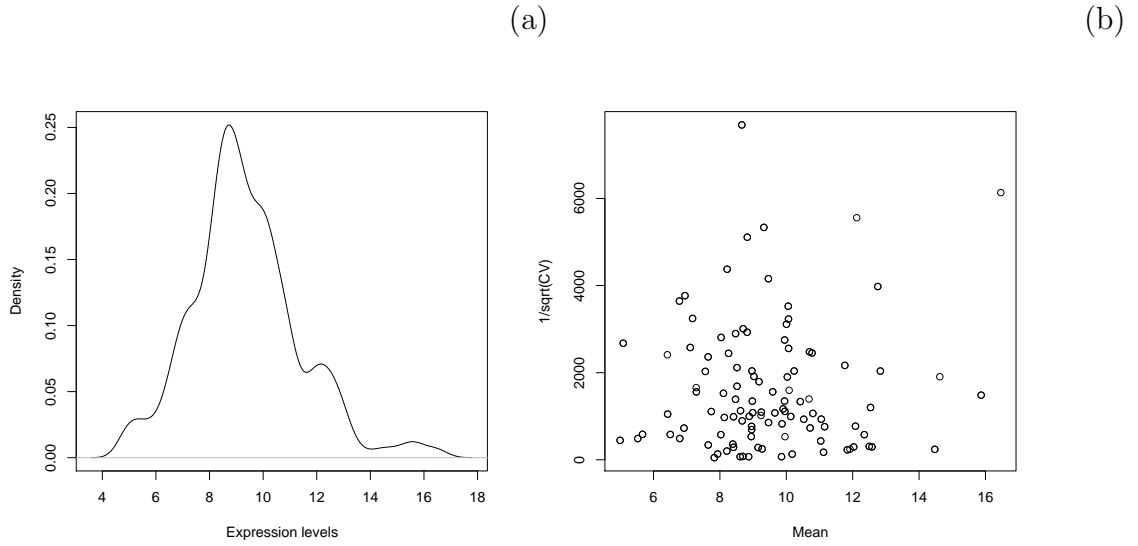 (a)
(b)
0.25
0.20
0.15
0.10
0.05
0.00
Density
4 6 8 10 12 14 16 18
Expression levels
6000
4000
2000
0
1/sqrt(CV)
6 8 10 12 14 16
Mean